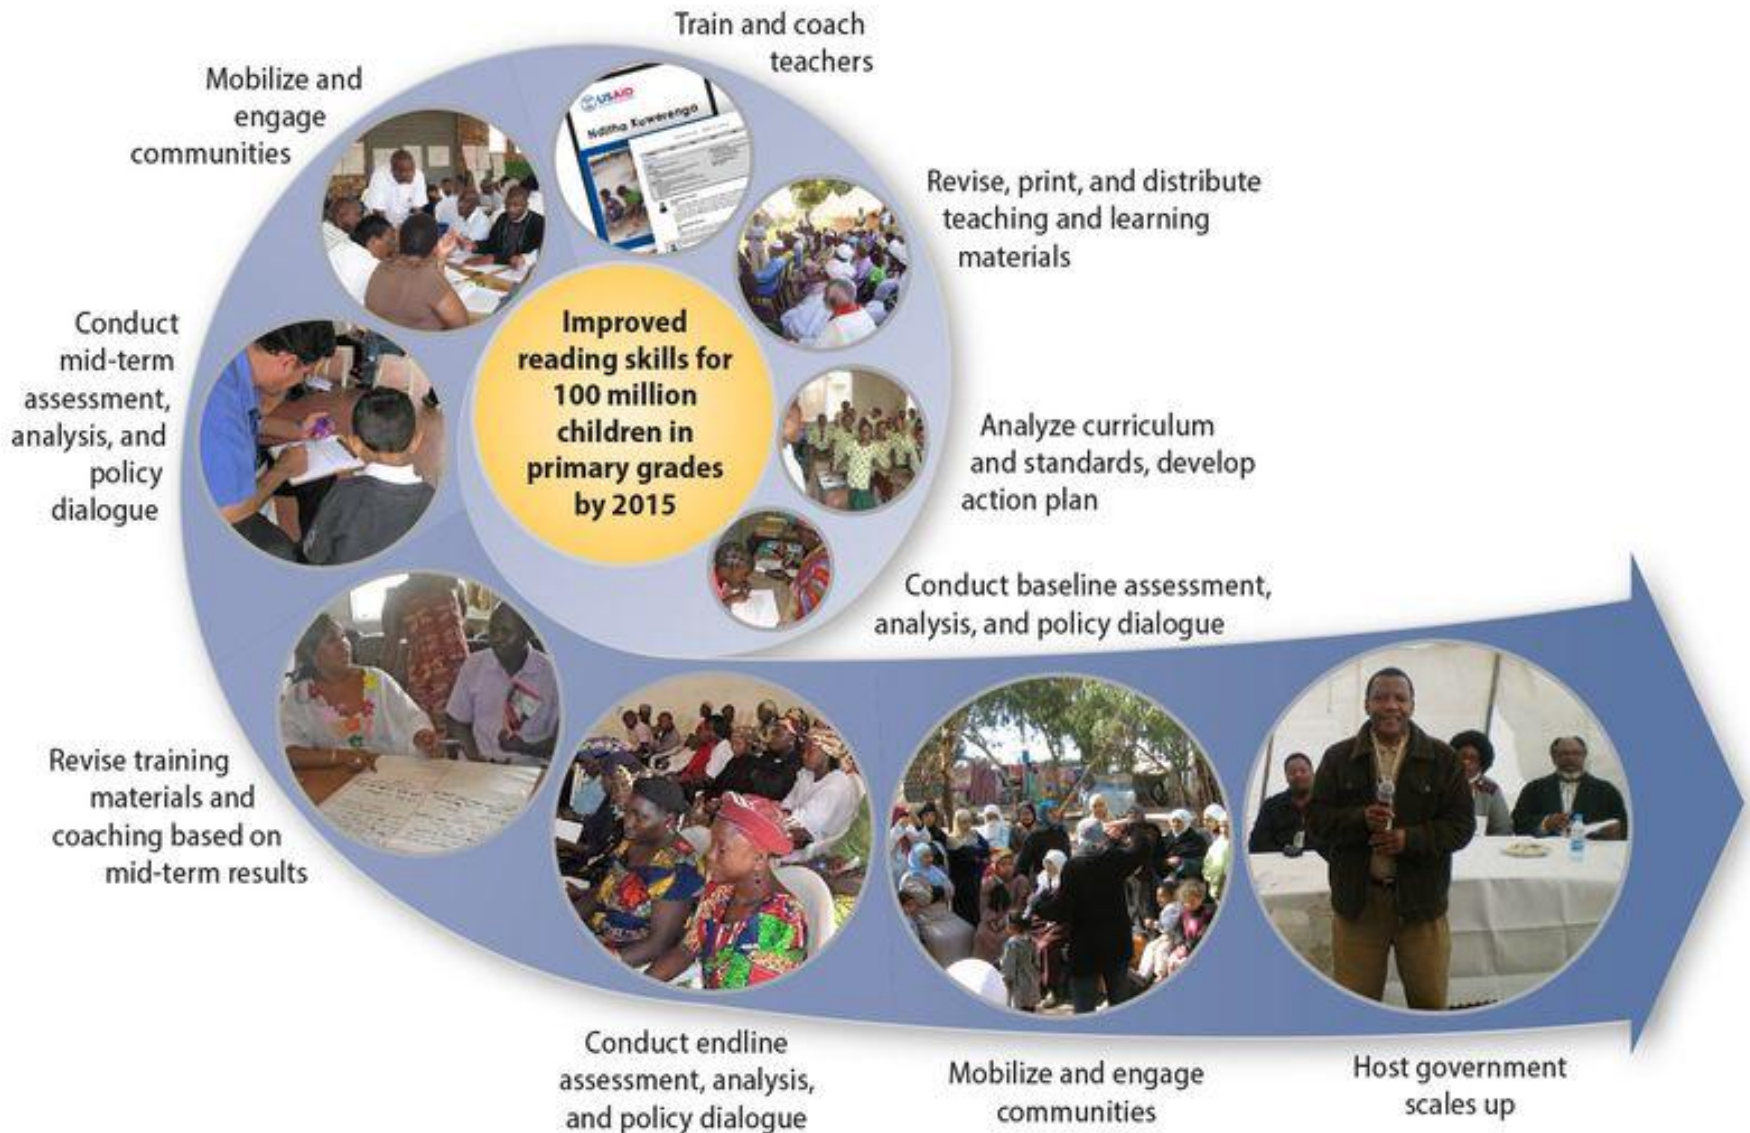 Train and coach
teachers
Mobilize and
engage
communities
USAID
Nditha Kuwerenga
Revise, print, and distribute
teaching and learning
materials
Conduct
mid-term
assessment,
analysis, and
policy
dialogue
Improved
reading skills for
100 million
children in
primary grades
by 2015
Analyze curriculum
and standards, develop
action plan
Conduct baseline assessment,
analysis, and policy dialogue
Revise training
materials and
coaching based on
mid-term results
Conduct endline
assessment, analysis,
and policy dialogue
Mobilize and engage
communities
Host government
scales up